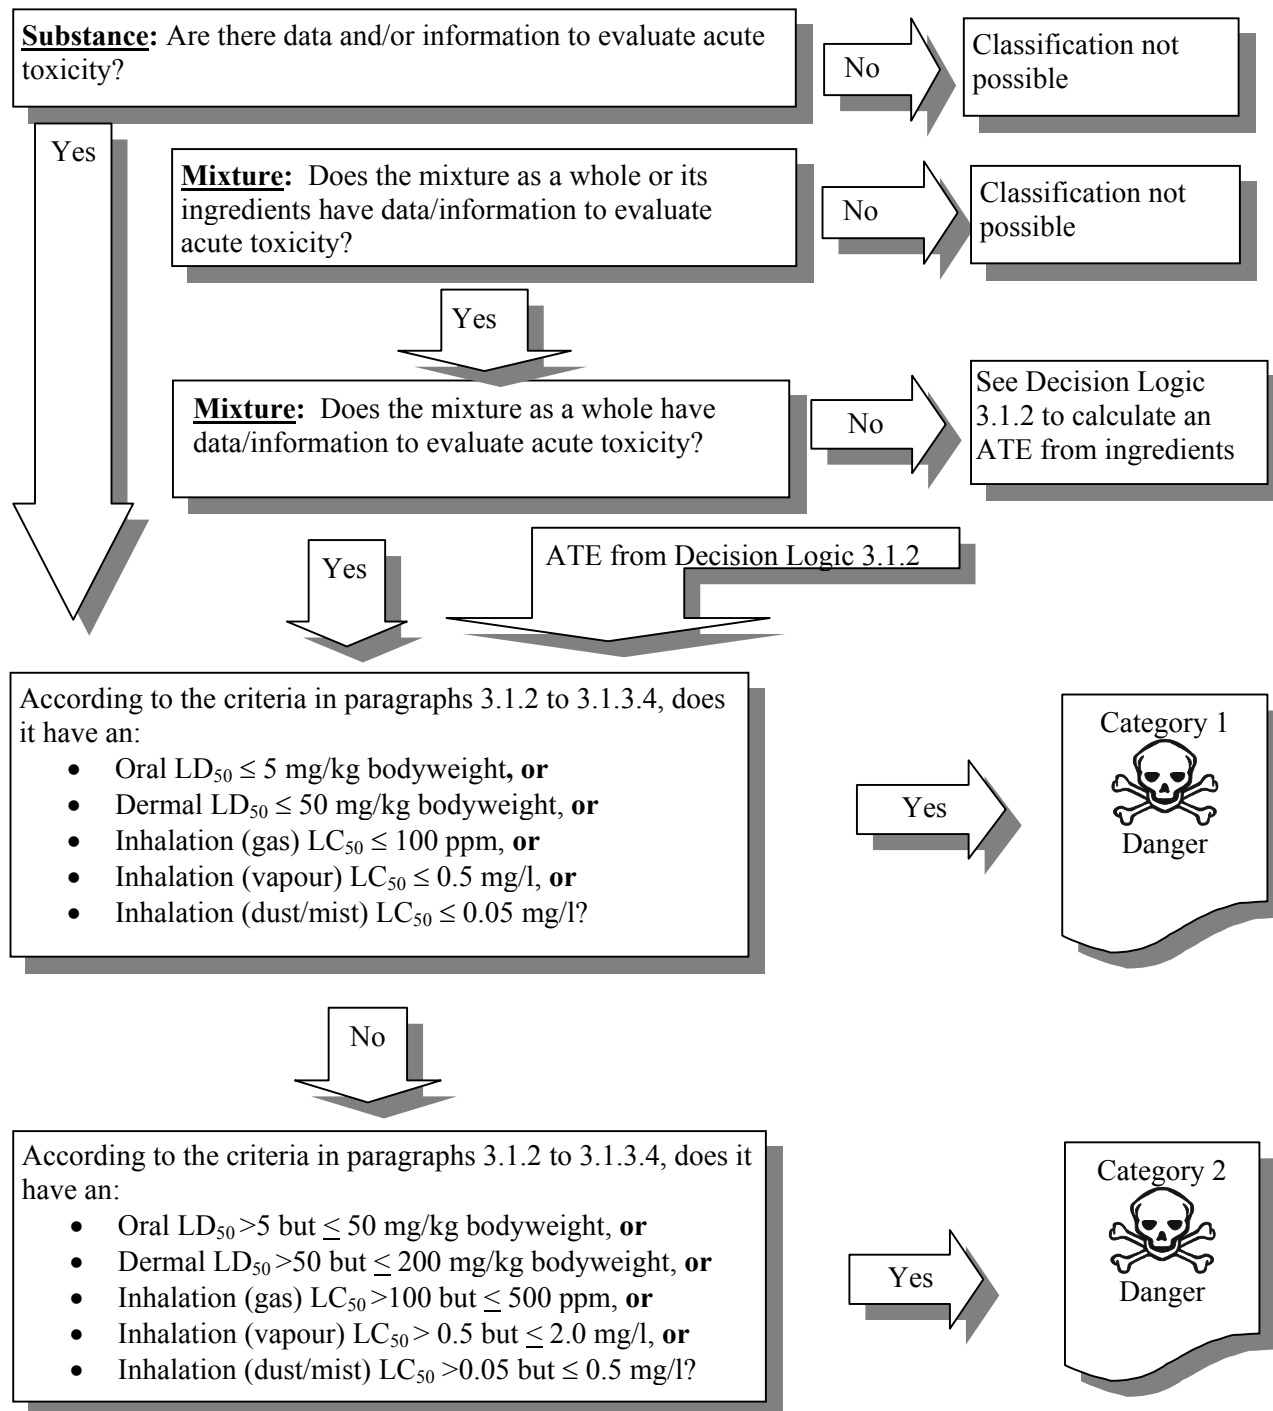 Substance: Are there data and/or information to evaluate acute
toxicity?
No
Classification not
possible
Yes
Mixture: Does the mixture as a whole or its
ingredients have data/information to evaluate
acute toxicity?
No
Classification not
possible
Yes
Mixture: Does the mixture as a whole have
data/information to evaluate acute toxicity?
No
See Decision Logic
3.1.2 to calculate an
ATE from ingredients
Yes
ATE from Decision Logic 3.1.2
According to the criteria in paragraphs 3.1.2 to 3.1.3.4, does
it have an:
• Oral LD50 ≤ 5 mg/kg bodyweight, or
• Dermal LD50 ≤ 50 mg/kg bodyweight, or
• Inhalation (gas) LC50 ≤ 100 ppm, or
• Inhalation (vapour) LC50 ≤ 0.5 mg/l, or
• Inhalation (dust/mist) LC50 ≤ 0.05 mg/l?
Yes
Category 1
Danger
No
According to the criteria in paragraphs 3.1.2 to 3.1.3.4, does it
have an:
• Oral LD50 >5 but ≤ 50 mg/kg bodyweight, or
• Dermal LD50 >50 but ≤ 200 mg/kg bodyweight, or
• Inhalation (gas) LC50 >100 but ≤ 500 ppm, or
• Inhalation (vapour) LC50 > 0.5 but ≤ 2.0 mg/l, or
• Inhalation (dust/mist) LC50 >0.05 but ≤ 0.5 mg/l?
Yes
Category 2
Danger